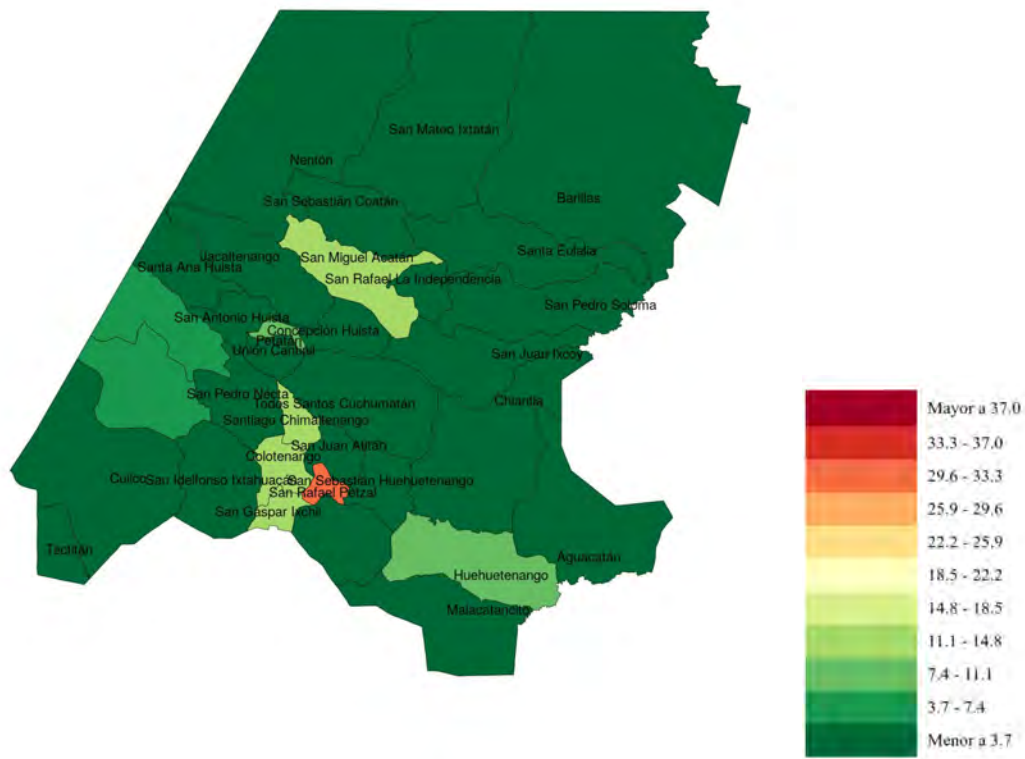 San Mateo Ixtatán
Nentón
San Sebastián Coatán
Barillas
Santa Eulalia
Jacaltenango
San Miguel Acatán
Santa Ana Huista
San Rafael La Independencia
San Pedro Soloma
San Antonio Huista
Concepción Huista
Petatán
Unión Cantinil
San Juan Ixcoy
San Pedro Necta
Todos Santos Cuchumatán
Chiantla
Santiago Chimaltenango
San Juan Atitán
Colotenango
Cuilco
San Ildelfonso Ixtahuacán
San Sebastián Huehuetenango
San Rafael Petzal
San Gaspar Ixchil
Tectitán
Aguacatán
Huehuetenango
Malacatancito
Mayor a 37.0
33.3 - 37.0
29.6 - 33.3
25.9 - 29.6
22.2 - 25.9
18.5 - 22.2
14.8 - 18.5
11.1 - 14.8
7.4 - 11.1
3.7 - 7.4
Menor a 3.7